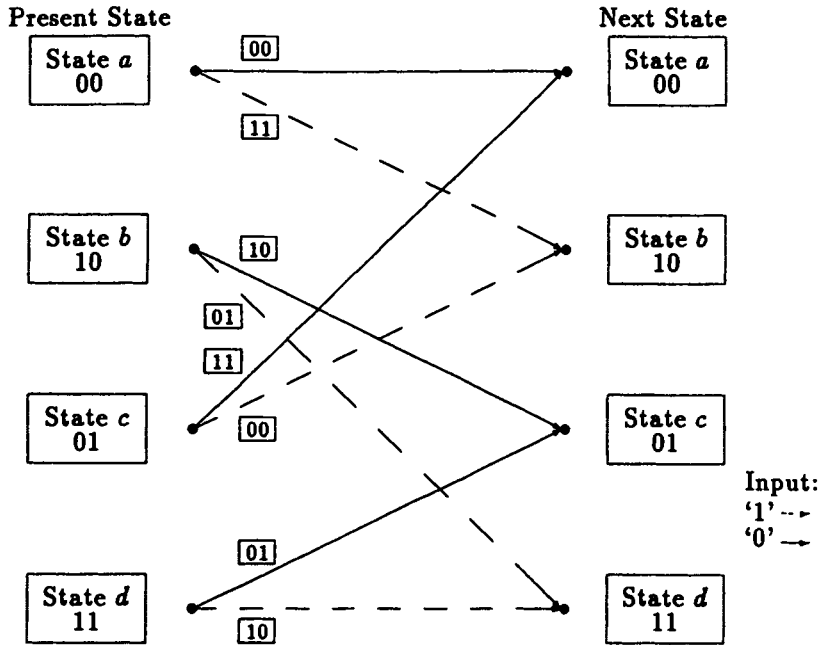 Present State
Next State
State a
00
00
State a
00
11
State b
10
10
State b
10
01
11
State c
01
00
State c
01
Input:
‘1’
‘0’
01
State d
11
10
State d
11